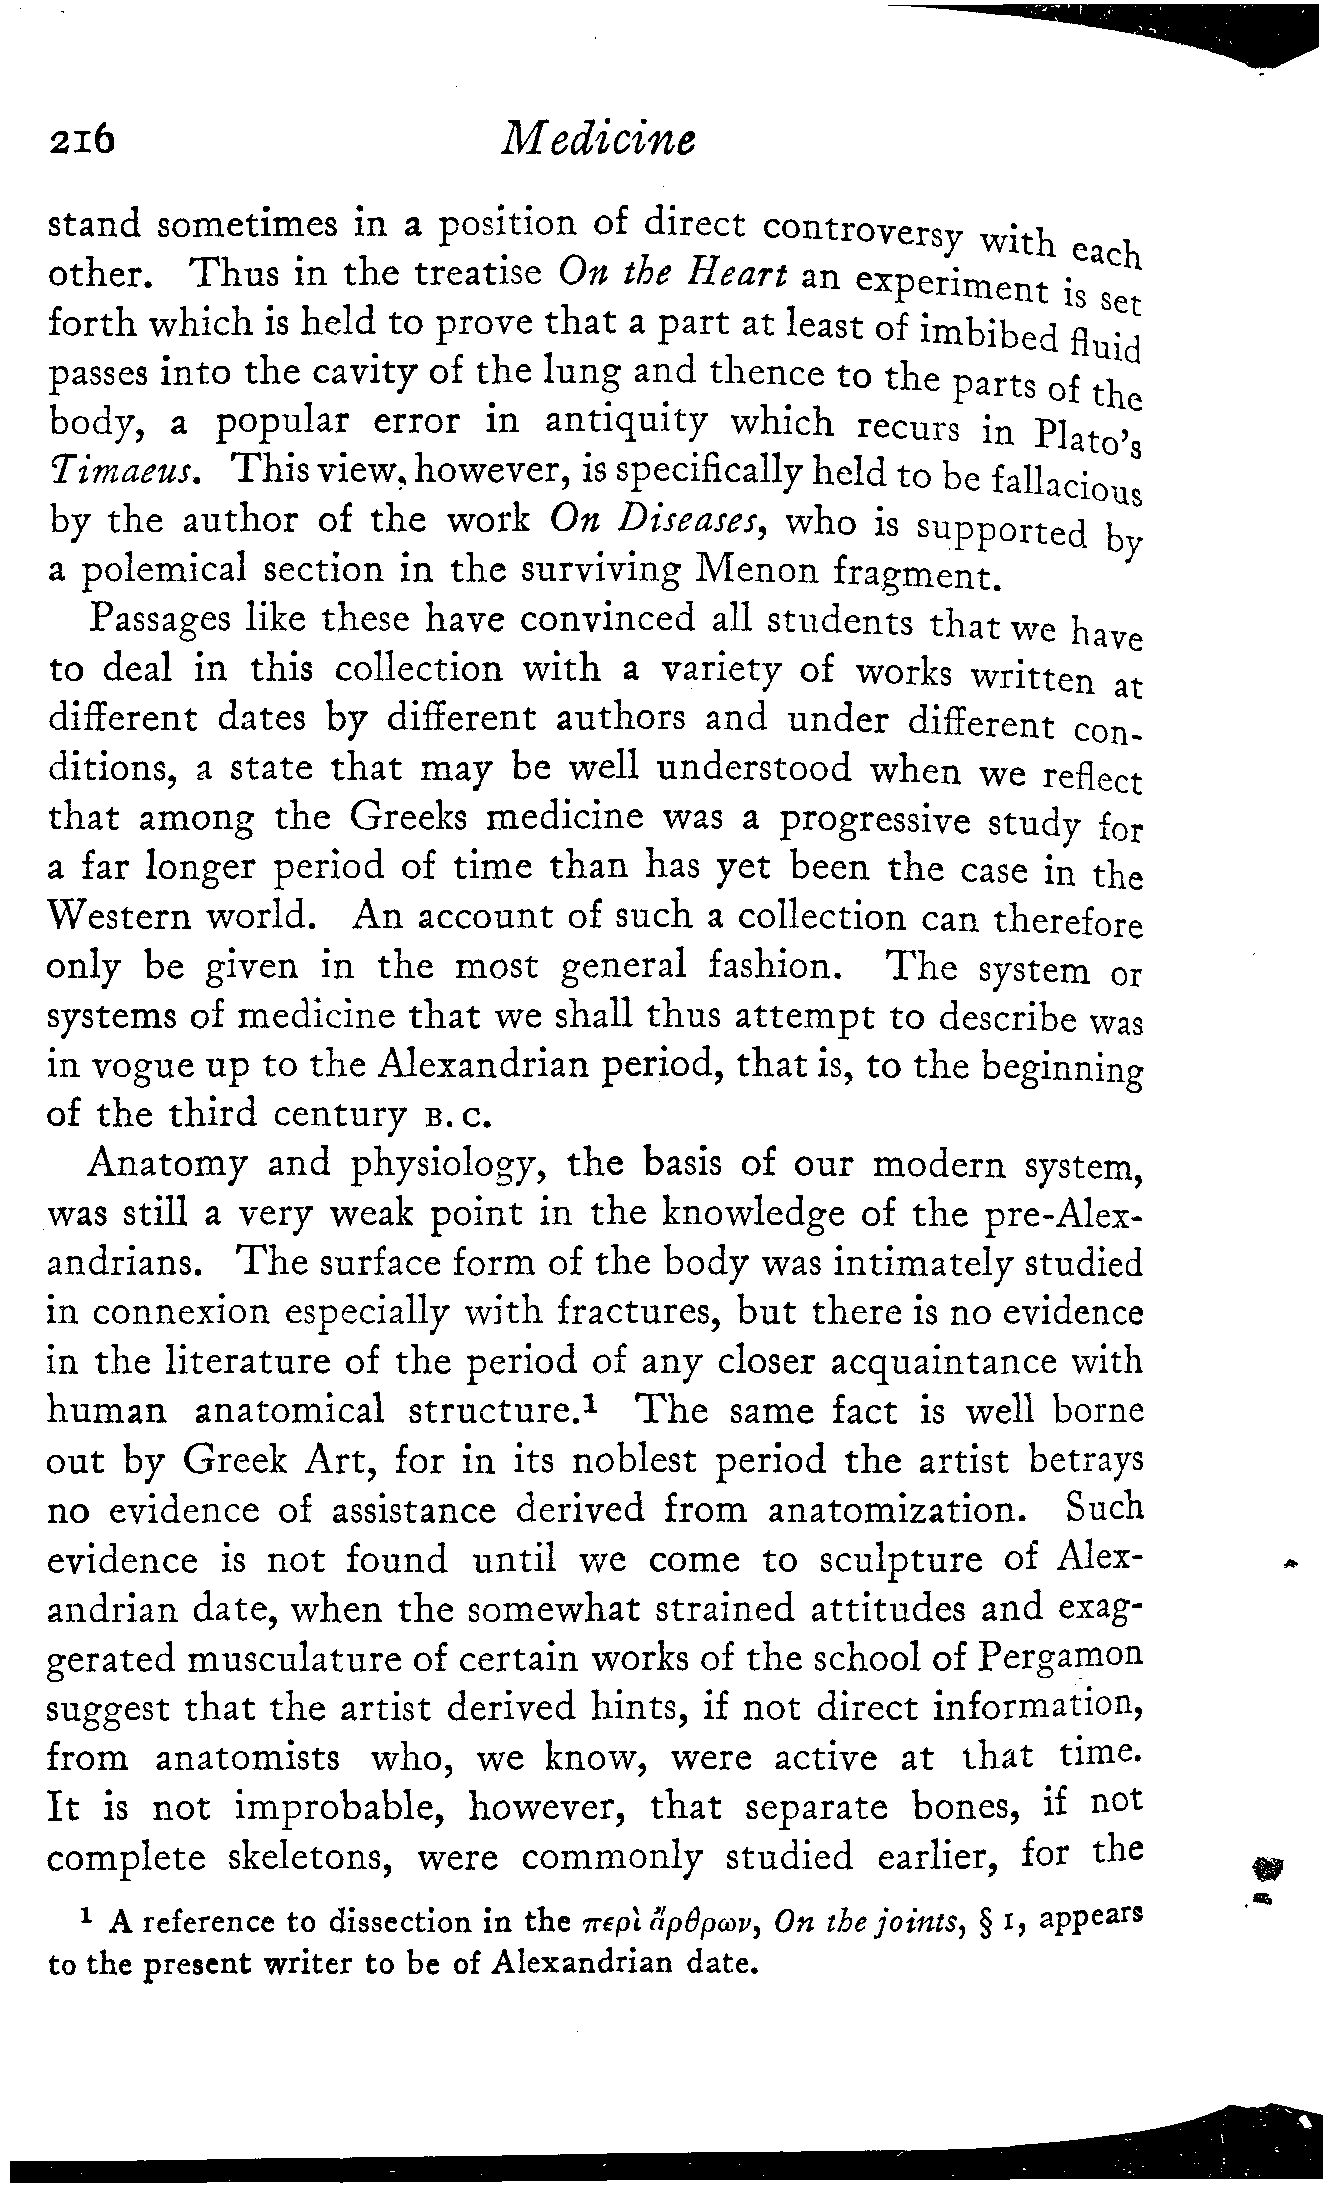 216 Medicine
stand sometimes in a position of direct controversy with each
other. Thus in the treatise On the Heart an experiment is set
forth which is held to prove that a part at least of imbibed fluid
passes into the cavity of the lung and thence to the parts of the
body, a popular error in antiquity which recurs in Plato's
Timaeus. This view, however, is specifically held to be fallacious
by the author of the work On Diseases, who is supported by
a polemical section in the surviving Menon fragment.
Passages like these have convinced all students that we have
to deal in this collection with a variety of works written at
different dates by different authors and under different con-
ditions, a state that may be well understood when we reflect
that among the Greeks medicine was a progressive study for
a far longer period of time than has yet been the case in the
Western world. An account of such a collection can therefore
only be given in the most general fashion. The system or
systems of medicine that we shall thus attempt to describe was
in vogue up to the Alexandrian period, that is, to the beginning
of the third century B.C.
Anatomy and physiology, the basis of our modern system,
was still a very weak point in the knowledge of the pre-Alex-
andrians. The surface form of the body was intimately studied
in connexion especially with fractures, but there is no evidence
in the literature of the period of any closer acquaintance with
human anatomical structure.¹ The same fact is well borne
out by Greek Art, for in its noblest period the artist betrays
no evidence of assistance derived from anatomization. Such
evidence is not found until we come to sculpture of Alex-
andrian date, when the somewhat strained attitudes and exag-
gerated musculature of certain works of the school of Pergamon
suggest that the artist derived hints, if not direct information,
from anatomists who, we know, were active at that time.
It is not improbable, however, that separate bones, if not
complete skeletons, were commonly studied earlier, for the
¹ A reference to dissection in the περὶ ἄρθρων, On the joints, § 1, appears
to the present writer to be of Alexandrian date.